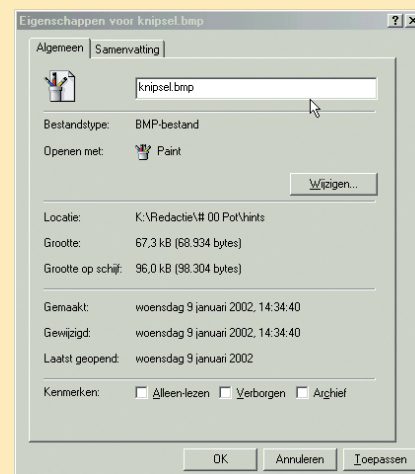 Eigenschappen voor knipsel.bmp
Algemeen Samenvatting
knipsel.bmp
Bestandstype: BMP-bestand
Openen met: Paint
Wijzigen...
Locatie: K:\Redactie\# 00 Pot\hints
Grootte: 67,3 kB (68.934 bytes)
Grootte op schijf: 96,0 kB (98.304 bytes)
Gemaakt: woensdag 9 januari 2002, 14:34:40
Gewijzigd: woensdag 9 januari 2002, 14:34:40
Laatst geopend: woensdag 9 januari 2002
Kenmerken: Alleen-lezen Verborgen Archief
OK Annuleren Toepassen